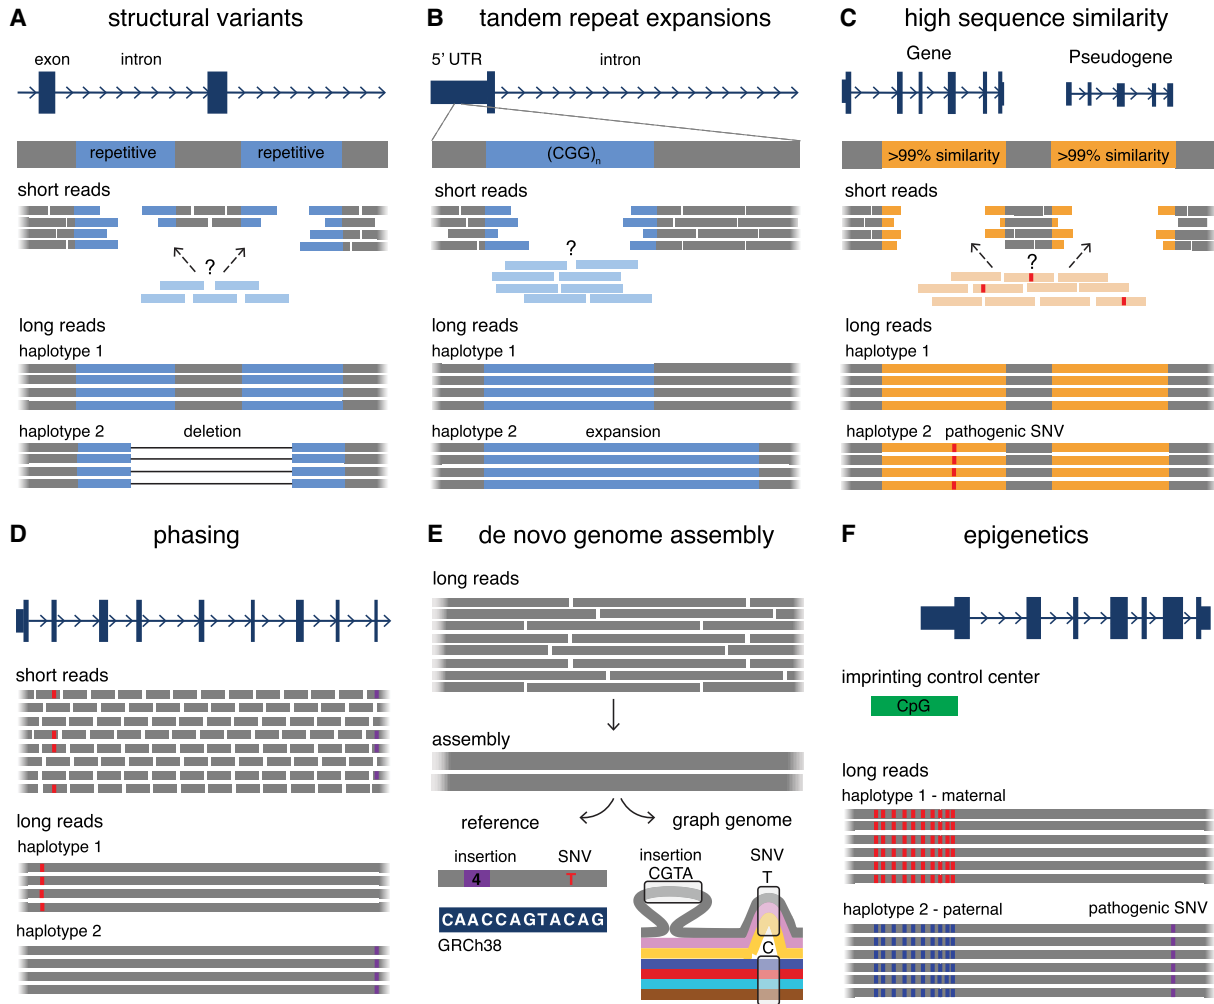 A structural variants
exon intron
repetitive repetitive
short reads
?
long reads
haplotype 1
haplotype 2 deletion
B tandem repeat expansions
5' UTR intron
(CGG)n
short reads
?
long reads
haplotype 1
haplotype 2 expansion
C high sequence similarity
Gene Pseudogene
>99% similarity >99% similarity
short reads
?
long reads
haplotype 1
haplotype 2 pathogenic SNV
D phasing
short reads
long reads
haplotype 1
haplotype 2
E de novo genome assembly
long reads
assembly
reference graph genome
insertion SNV
4 T
CAACCAGTACAG
GRCh38
insertion SNV
CGTA T
C
F epigenetics
imprinting control center
CpG
long reads
haplotype 1 - maternal
haplotype 2 - paternal pathogenic SNV